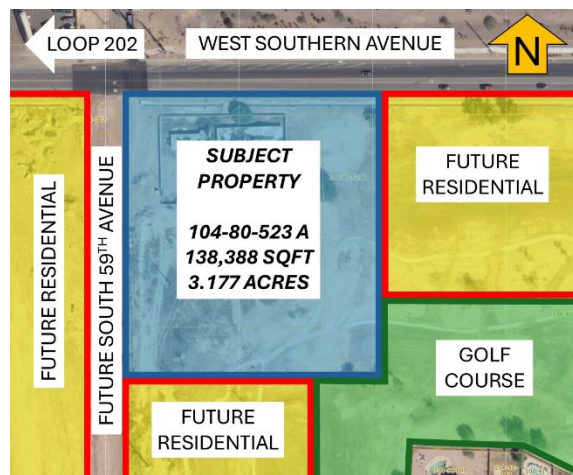 LOOP 202
WEST SOUTHERN AVENUE
N
FUTURE RESIDENTIAL
FUTURE SOUTH 59TH AVENUE
SUBJECT
PROPERTY
104-80-523 A
138,388 SQFT
3.177 ACRES
FUTURE
RESIDENTIAL
GOLF
COURSE
FUTURE
RESIDENTIAL